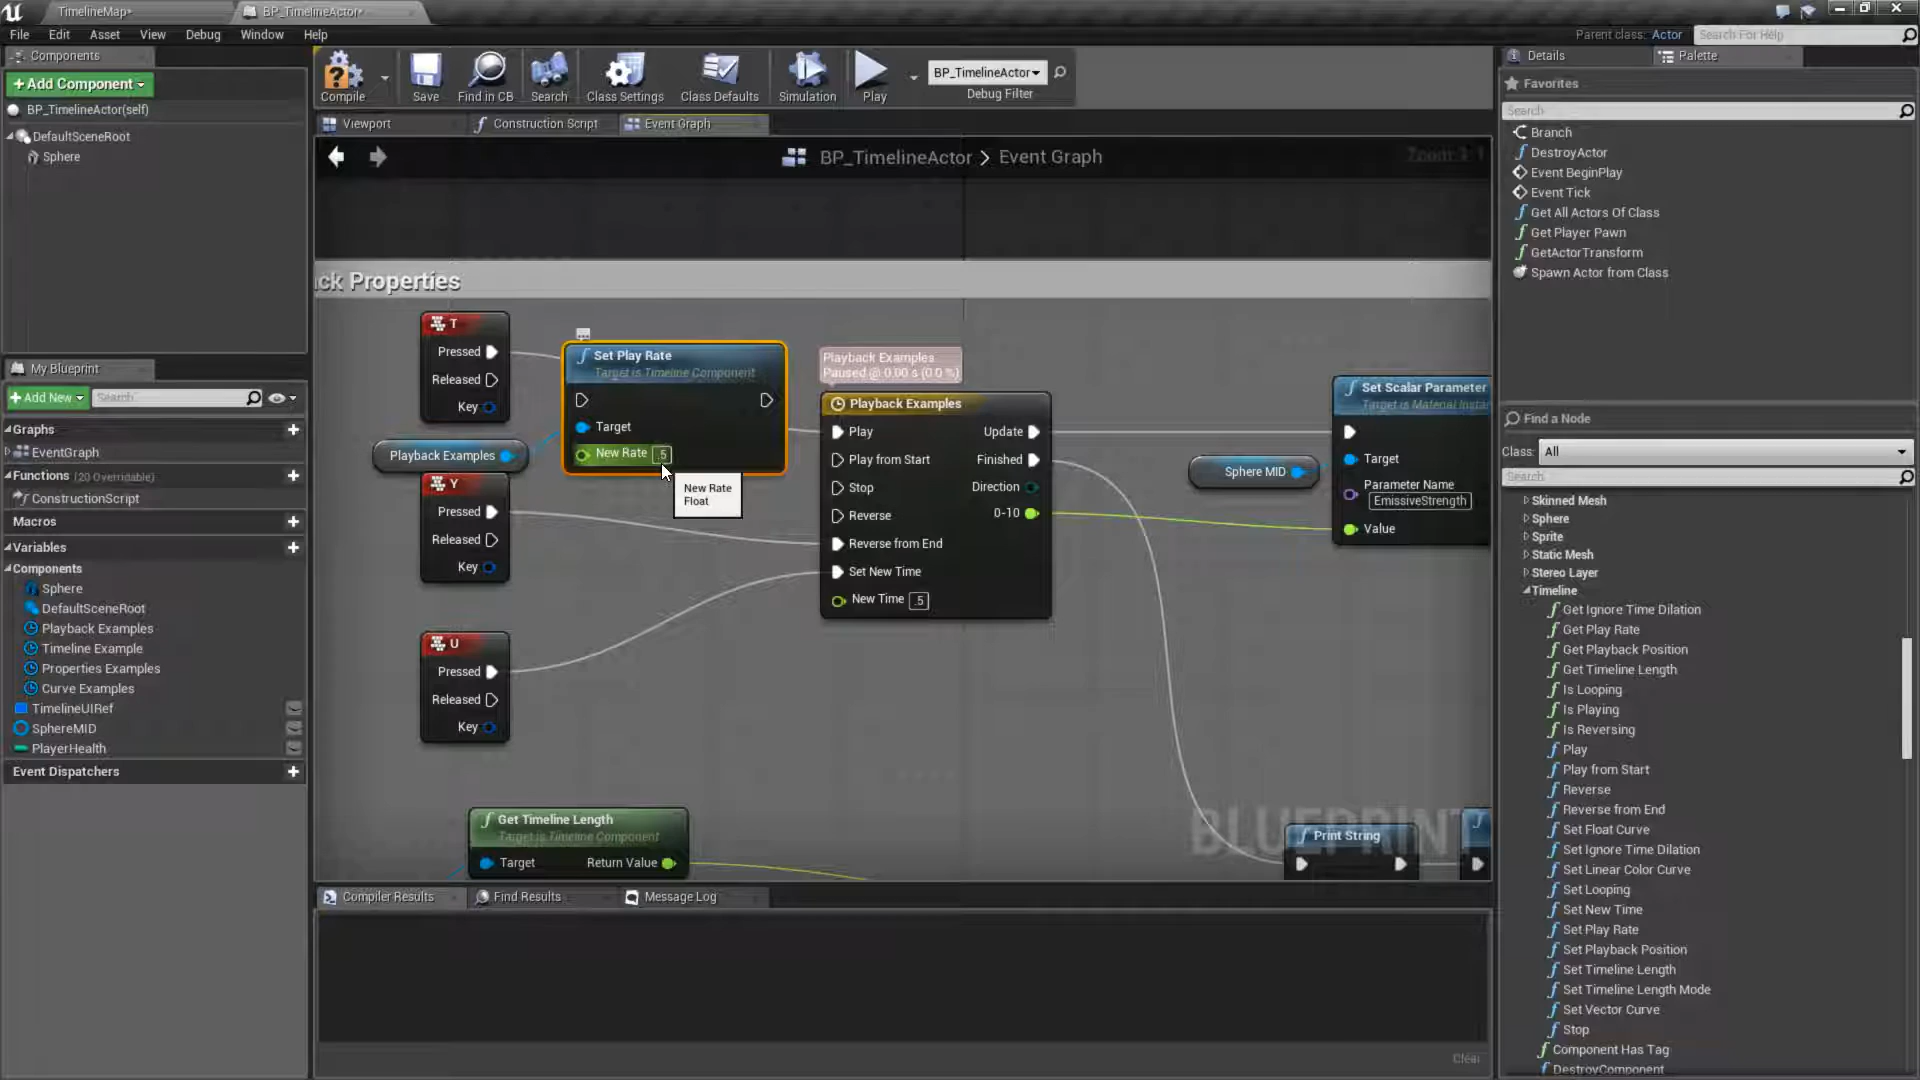 TimelineMap*
BP_TimelineActor*
File Edit Asset View Debug Window Help
Parent class: Actor
Search For Help
Components
+Add Component
BP_TimelineActor(self)
DefaultSceneRoot
Sphere
Compile
Save
Find in CB
Search
Class Settings
Class Defaults
Simulation
Play
BP_TimelineActor
Debug Filter
Viewport
Construction Script
Event Graph
BP_TimelineActor > Event Graph
Zoom 1:1
ck Properties
T
Pressed
Released
Key
Set Play Rate
Target is Timeline Component
Target
New Rate .5
New Rate
Float
Playback Examples
Y
Pressed
Released
Key
U
Pressed
Released
Key
Playback Examples
Paused @ 0.00 s (0.0 %)
Playback Examples
Play
Play from Start
Stop
Reverse
Reverse from End
Set New Time
New Time .5
Update
Finished
Direction
0-10
Sphere MID
Set Scalar Parameter
Target is Material Instan
Target
Parameter Name
EmissiveStrength
Value
Get Timeline Length
Target is Timeline Component
Target
Return Value
Print String
BLUEPRINT
My Blueprint
+Add New
Search
Graphs
EventGraph
Functions (20 Overridable)
ConstructionScript
Macros
Variables
Components
Sphere
DefaultSceneRoot
Playback Examples
Timeline Example
Properties Examples
Curve Examples
TimelineUIRef
SphereMID
PlayerHealth
Event Dispatchers
Compiler Results
Find Results
Message Log
Clear
Details
Palette
Favorites
Search
Branch
DestroyActor
Event BeginPlay
Event Tick
Get All Actors Of Class
Get Player Pawn
GetActorTransform
Spawn Actor from Class
Find a Node
Class: All
Search
Skinned Mesh
Sphere
Sprite
Static Mesh
Stereo Layer
Timeline
Get Ignore Time Dilation
Get Play Rate
Get Playback Position
Get Timeline Length
Is Looping
Is Playing
Is Reversing
Play
Play from Start
Reverse
Reverse from End
Set Float Curve
Set Ignore Time Dilation
Set Linear Color Curve
Set Looping
Set New Time
Set Play Rate
Set Playback Position
Set Timeline Length
Set Timeline Length Mode
Set Vector Curve
Stop
Component Has Tag
DestroyComponent